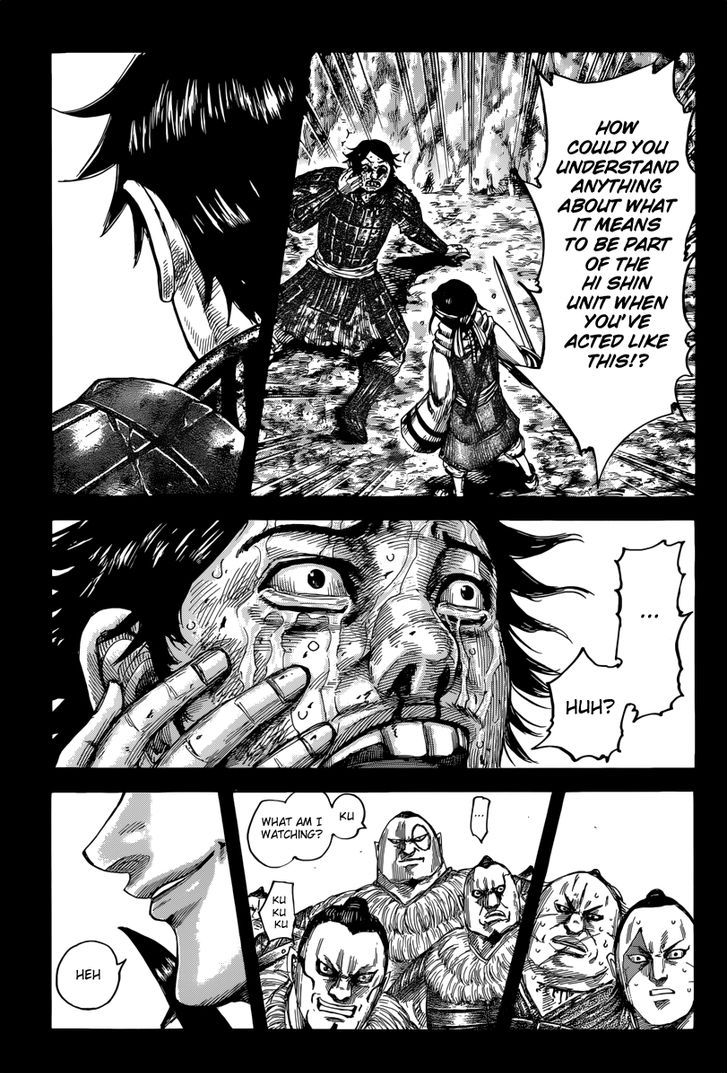 HOW
COULD YOU
UNDERSTAND
ANYTHING
ABOUT WHAT
IT MEANS
TO BE PART
OF THE
HI SHIN
UNIT WHEN
YOU'VE
ACTED LIKE
THIS!?
...
HUH?
HEH
WHAT AM I
WATCHING?
KU
KU
KU
KU
...